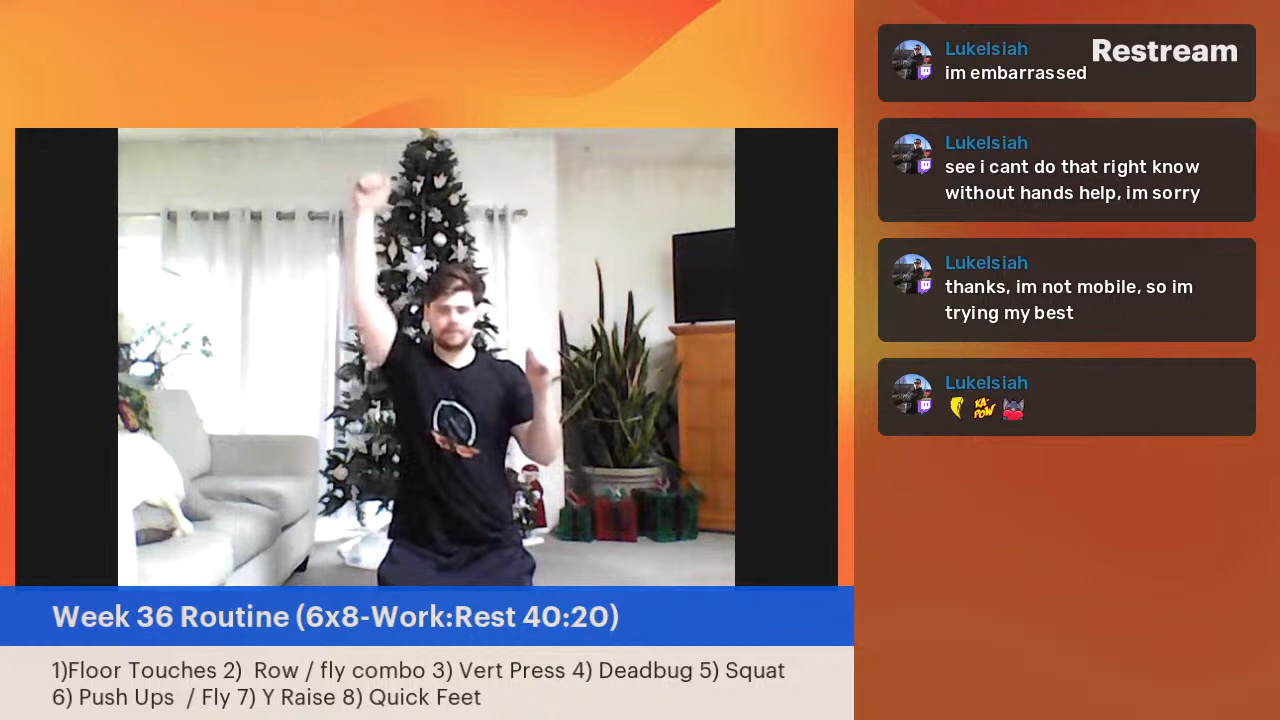 LukeIsiah
im embarrassed
Restream
LukeIsiah
see i cant do that right know
without hands help, im sorry
LukeIsiah
thanks, im not mobile, so im
trying my best
LukeIsiah
KA-
POW
Week 36 Routine (6x8-Work:Rest 40:20)
1)Floor Touches 2)  Row / fly combo 3) Vert Press 4) Deadbug 5) Squat
6) Push Ups  / Fly 7) Y Raise 8) Quick Feet